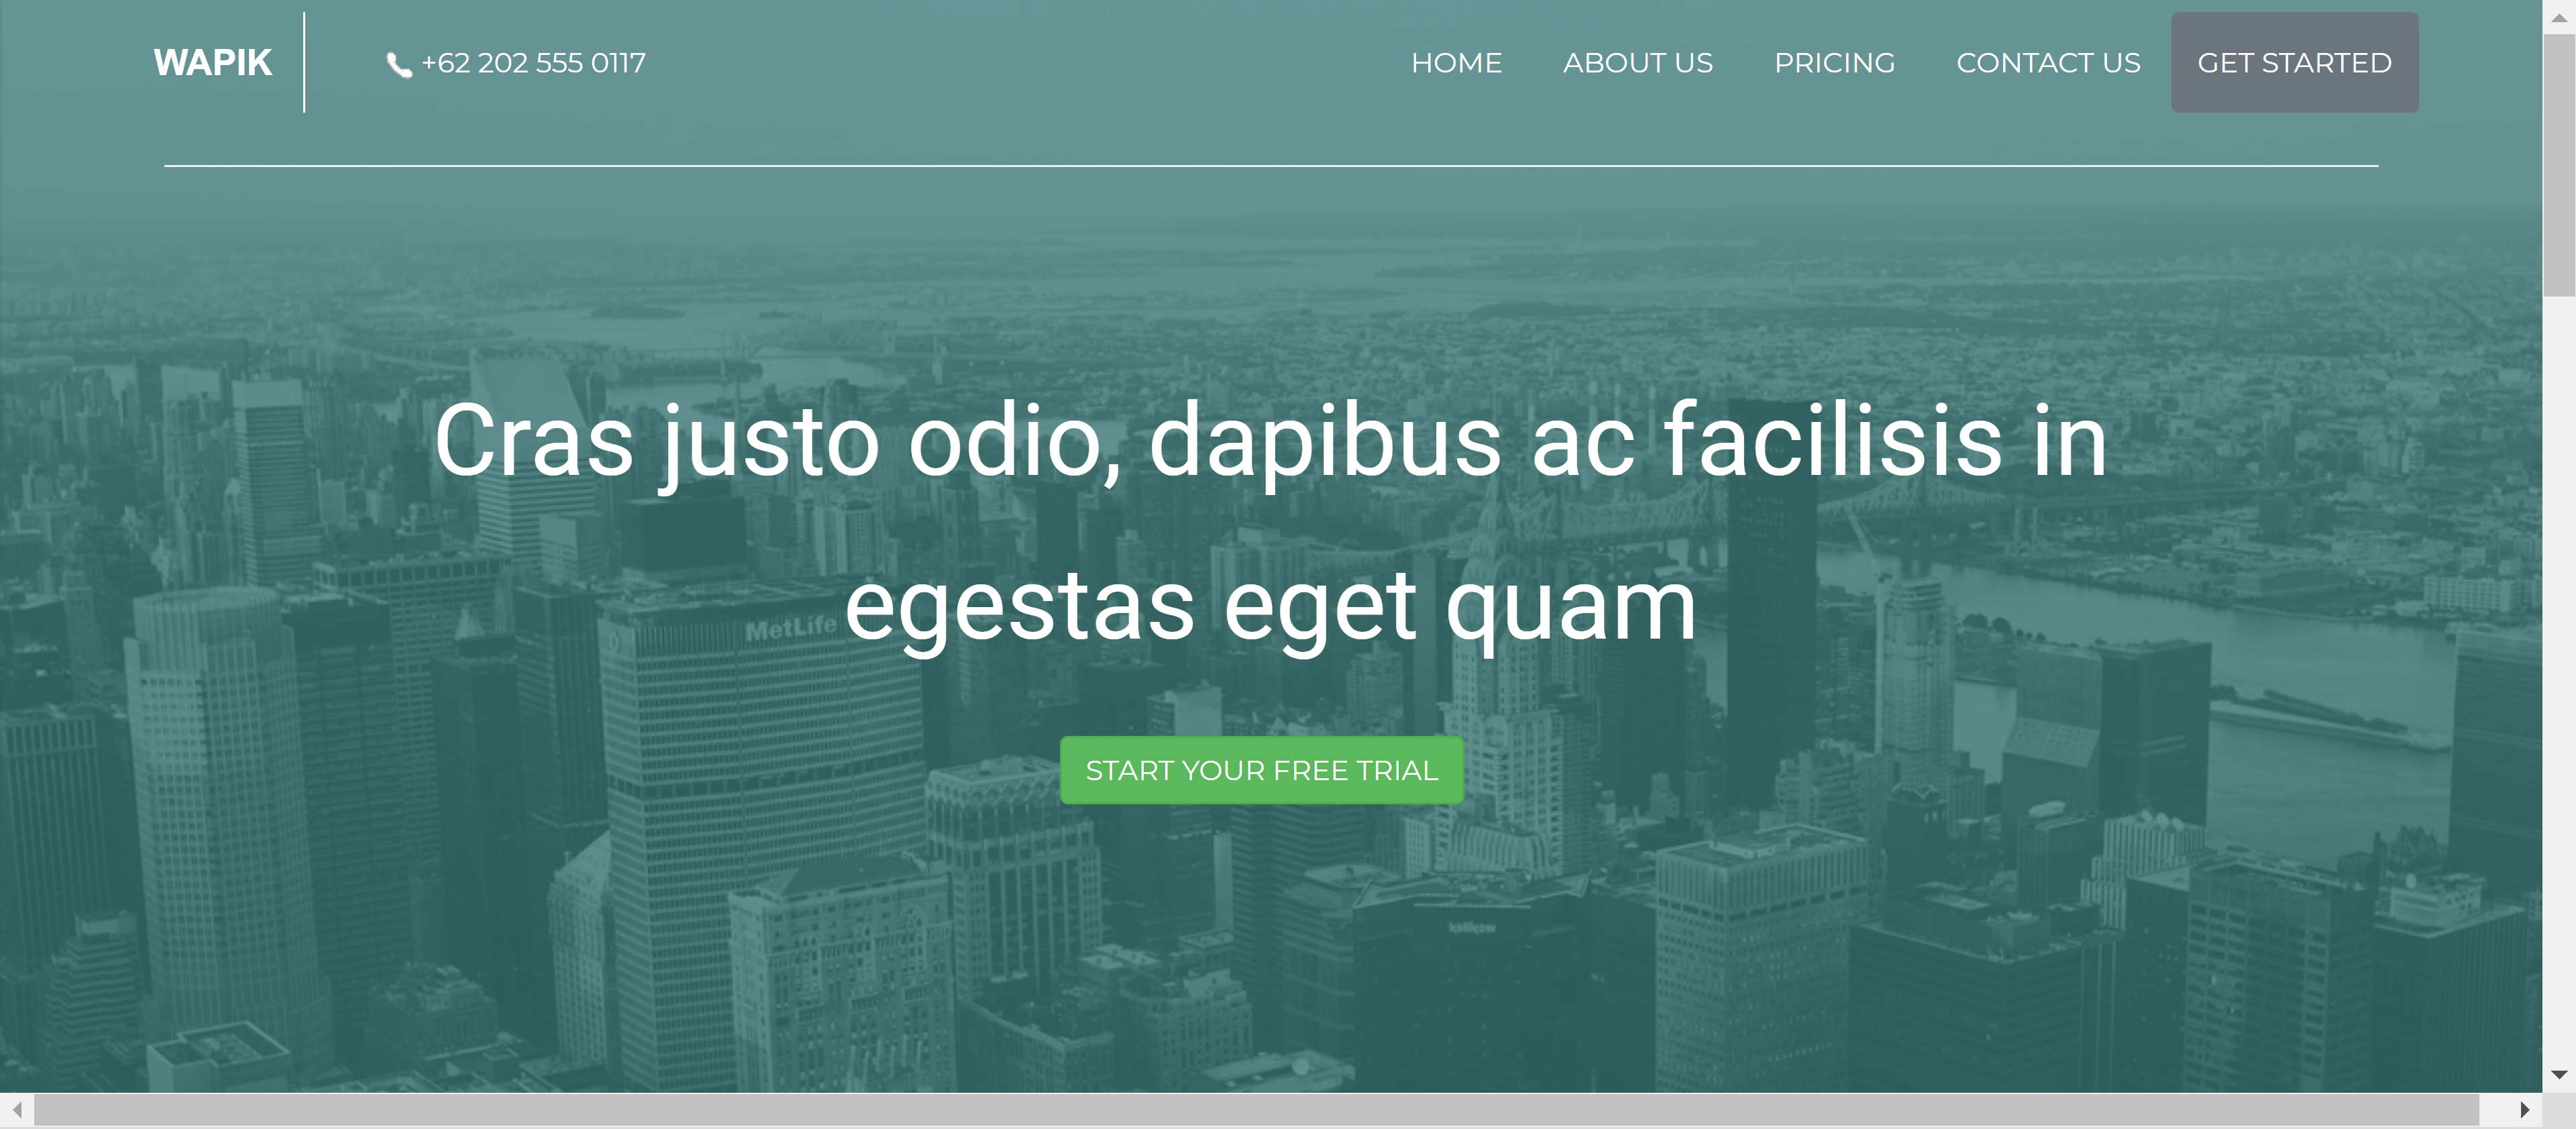 WAPIK
+62 202 555 0117
HOME
ABOUT US
PRICING
CONTACT US
GET STARTED
Cras justo odio, dapibus ac facilisis in
egestas eget quam
MetLife
START YOUR FREE TRIAL